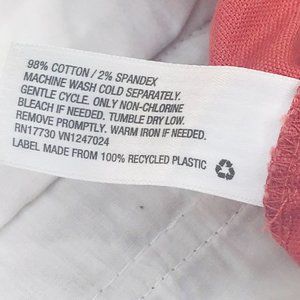 98% COTTON / 2% SPANDEX
MACHINE WASH COLD SEPARATELY.
GENTLE CYCLE. ONLY NON-CHLORINE
BLEACH IF NEEDED. TUMBLE DRY LOW.
REMOVE PROMPTLY. WARM IRON IF NEEDED.
RN17730 VN1247024
LABEL MADE FROM 100% RECYCLED PLASTIC